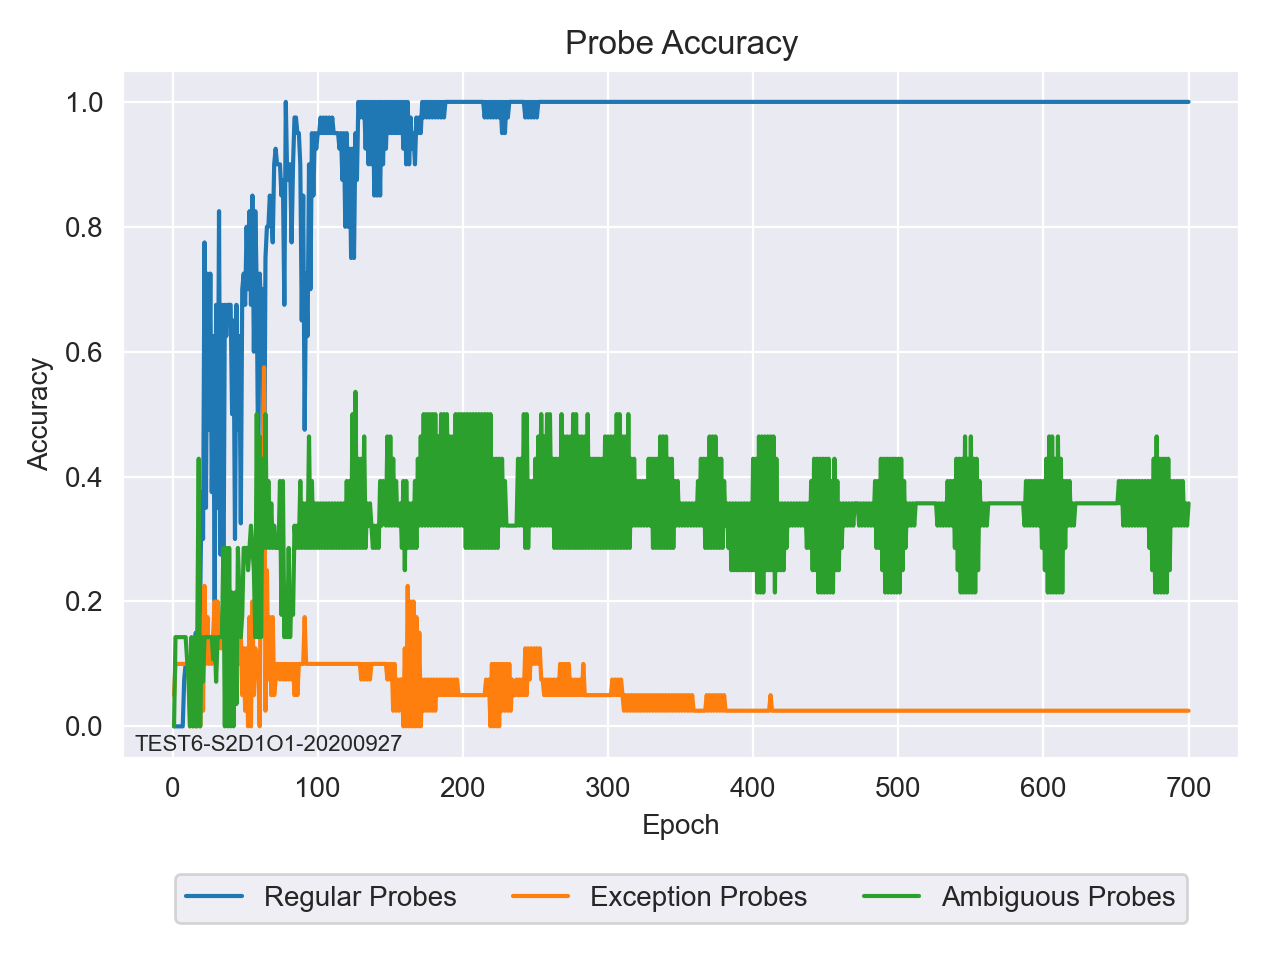 Probe Accuracy
1.0
0.8
0.6
0.4
0.2
0.0
Accuracy
TEST6-S2D1O1-20200927
0 100 200 300 400 500 600 700
Epoch
Regular Probes Exception Probes Ambiguous Probes